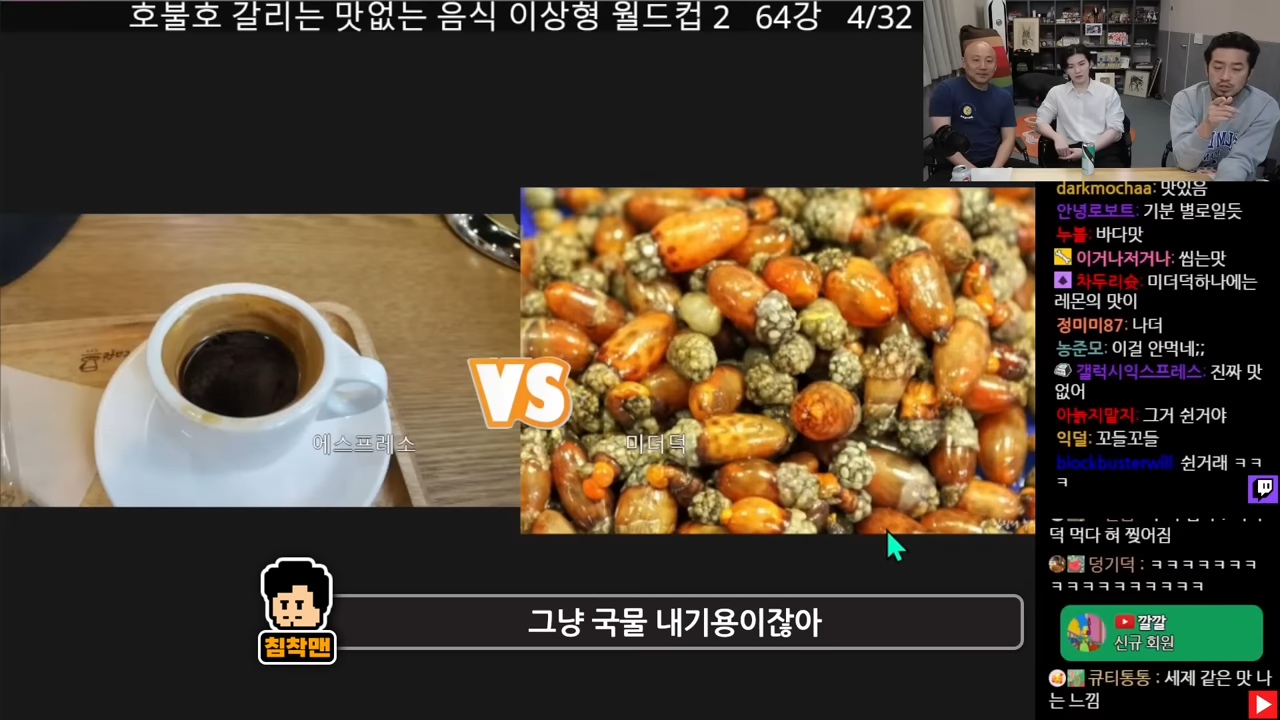 호불호 갈리는 맛없는 음식 이상형 월드컵 2 64강 4/32
에스프레소
VS
미더덕
침착맨
그냥 국물 내기용이잖아
darkmochaa: 맛있음
안녕로보트: 기분 별로일듯
누불: 바다맛
이거나저거나: 씁는맛
차두리슛: 미더덕하나에는
레몬의 맛이
정미미87: 나더
농준모: 이걸 안먹네;;
갤럭시익스프레스: 진짜 맛
없어
아늙지말지: 그거 쉰거야
익덜: 꼬들꼬들
blockbusterwill: 쉰거래 ㅋㅋ
ㅋ
덕 먹다 혀 찢어짐
덩기덕 : ㅋㅋㅋㅋㅋㅋㅋ
ㅋㅋㅋㅋㅋㅋㅋㅋㅋㅋ
깔깔
신규 회원
큐티통통 : 세제 같은 맛 나
는 느낌